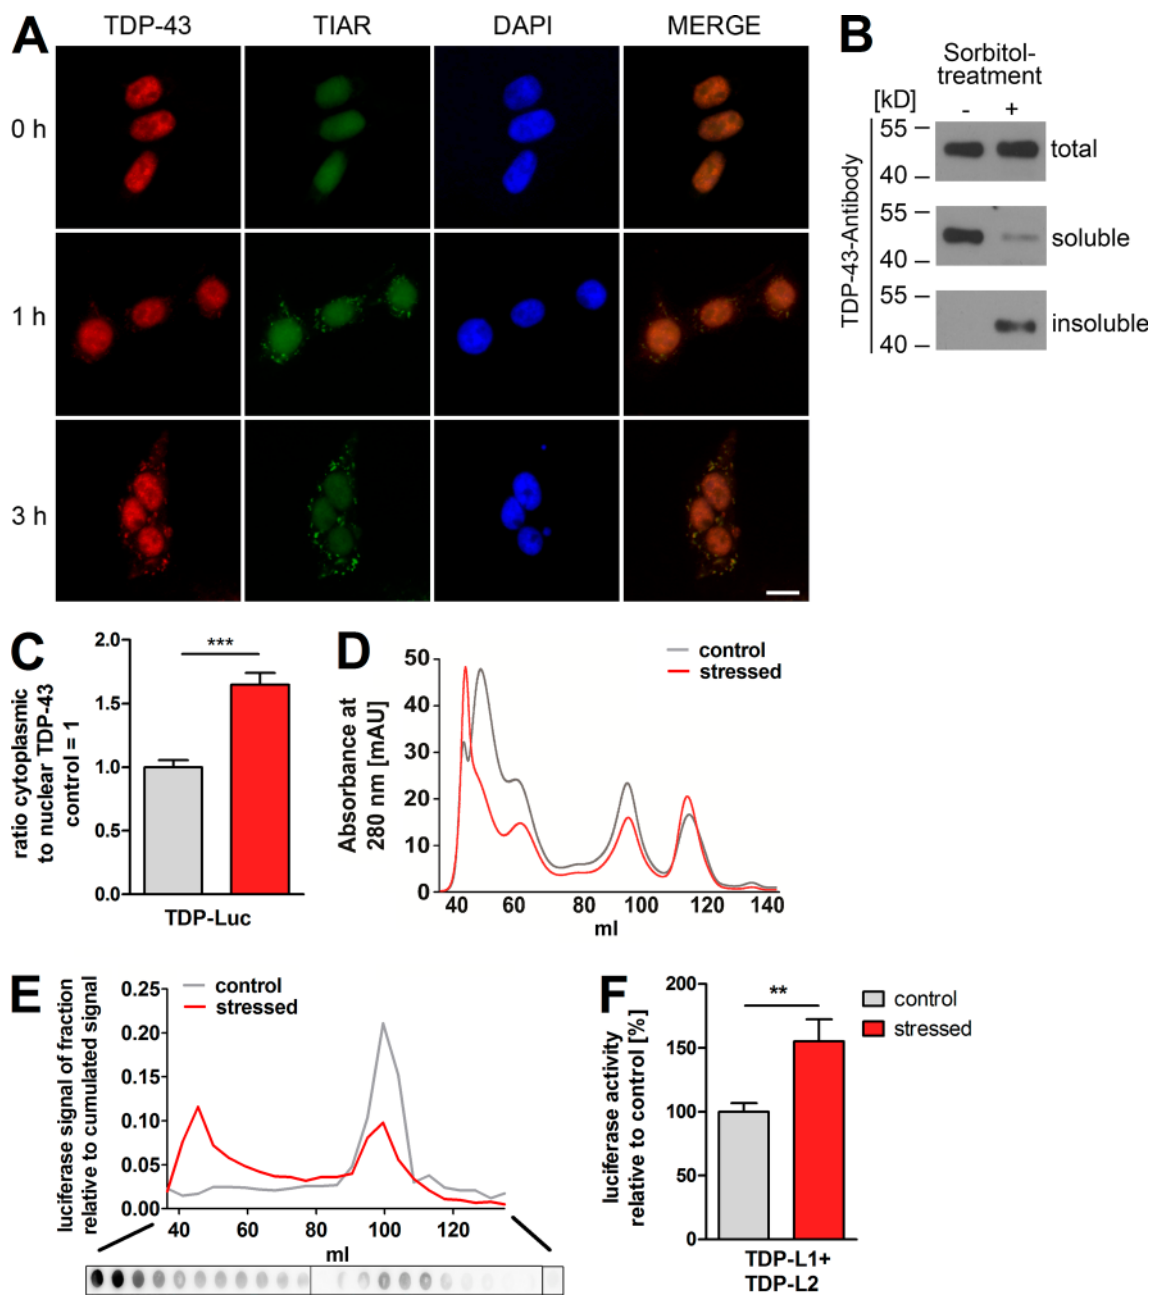 A
TDP-43 TIAR DAPI MERGE
0 h
1 h
3 h
B
Sorbitol-
treatment
[kD]
- +
TDP-43-Antibody
55
40
total
55
40
soluble
55
40
insoluble
C
ratio cytoplasmic
to nuclear TDP-43
control = 1
2.0
1.5
1.0
0.5
0.0
***
TDP-Luc
D
control
stressed
Absorbance at
280 nm [mAU]
50
40
30
20
10
0
40 60 80 100 120 140
ml
E
control
stressed
luciferase signal of fraction
relative to cumulated signal
0.25
0.20
0.15
0.10
0.05
0.00
40 60 80 100 120
ml
F
luciferase activity
relative to control [%]
200
150
100
50
0
**
control
stressed
TDP-L1+
TDP-L2